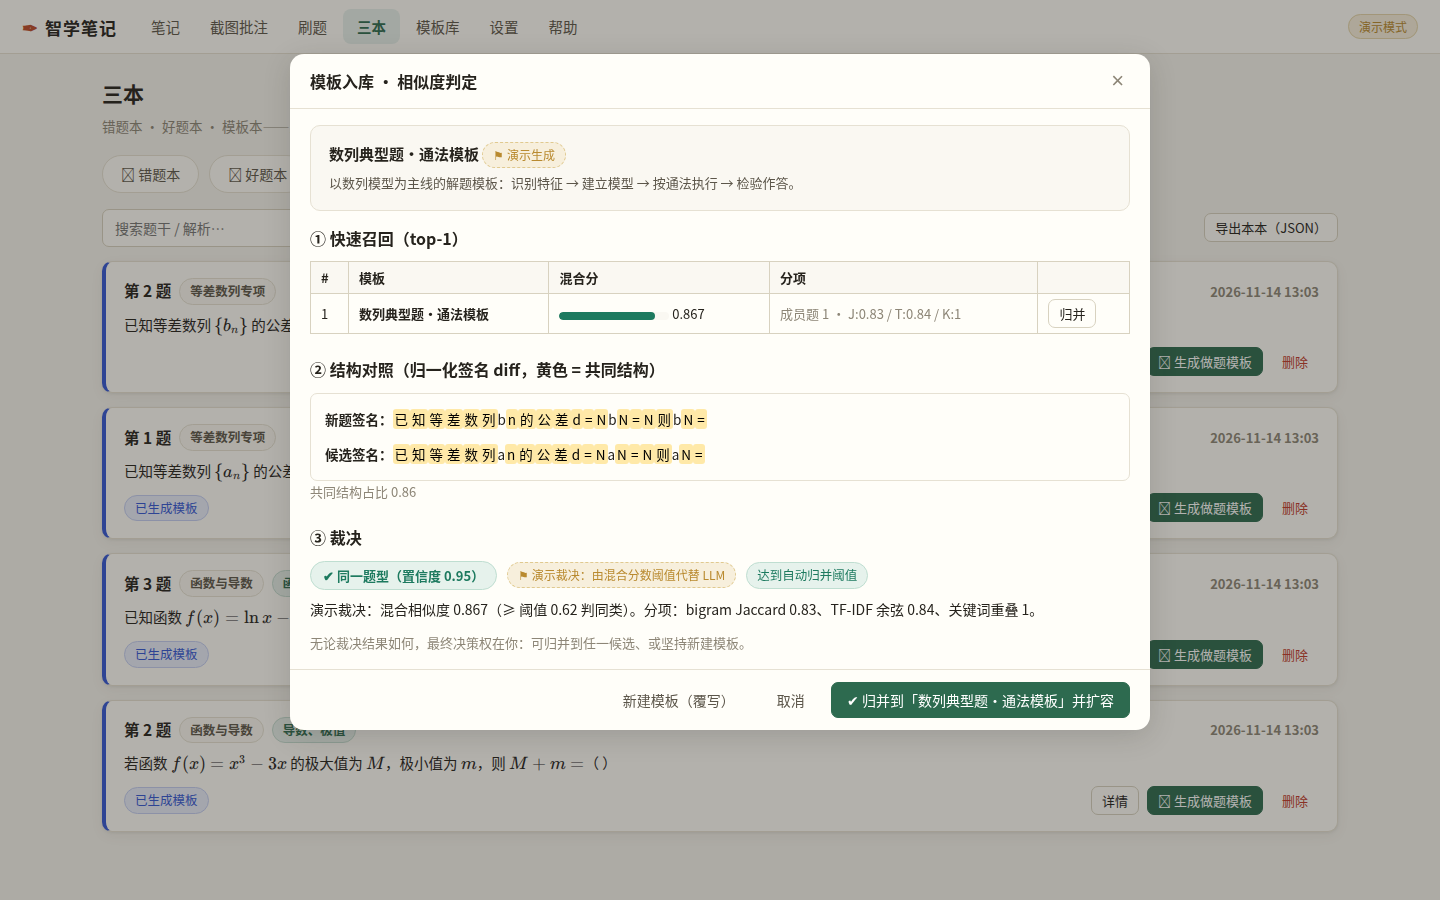 智学笔记 笔记 截图批注 刷题 三本 模板库 设置 帮助 演示模式
三本
错题本 · 好题本 · 模板本——
错题本 好题本
搜索题干 / 解析… 导出本本（JSON）
模板入库 · 相似度判定 ×
数列典型题·通法模板 ⚑ 演示生成
以数列模型为主线的解题模板：识别特征 → 建立模型 → 按通法执行 → 检验作答。
① 快速召回（top-1）
# 模板 混合分 分项
1 数列典型题·通法模板 0.867 成员题 1 · J:0.83 / T:0.84 / K:1 归并
② 结构对照（归一化签名 diff，黄色 = 共同结构）
新题签名：已知等差数列bn的公差d=NbN=N则bN=
候选签名：已知等差数列an的公差d=NaN=N则aN=
共同结构占比 0.86
③ 裁决
✔ 同一题型（置信度 0.95） ⚑ 演示裁决：由混合分数阈值代替 LLM 达到自动归并阈值
演示裁决：混合相似度 0.867（≥ 阈值 0.62 判同类）。分项：bigram Jaccard 0.83、TF-IDF 余弦 0.84、关键词重叠 1。
无论裁决结果如何，最终决策权在你：可归并到任一候选、或坚持新建模板。
新建模板（覆写） 取消 ✔ 归并到「数列典型题·通法模板」并扩容
第 2 题 等差数列专项 2026-11-14 13:03
已知等差数列 {bₙ} 的公差
生成做题模板 删除
第 1 题 等差数列专项 2026-11-14 13:03
已知等差数列 {aₙ} 的公差
已生成模板 生成做题模板 删除
第 3 题 函数与导数 2026-11-14 13:03
已知函数 f(x) = ln x −
已生成模板 生成做题模板 删除
第 2 题 函数与导数 导数、极值 2026-11-14 13:03
若函数 f(x) = x³ − 3x 的极大值为 M，极小值为 m，则 M + m =（ ）
已生成模板 详情 生成做题模板 删除